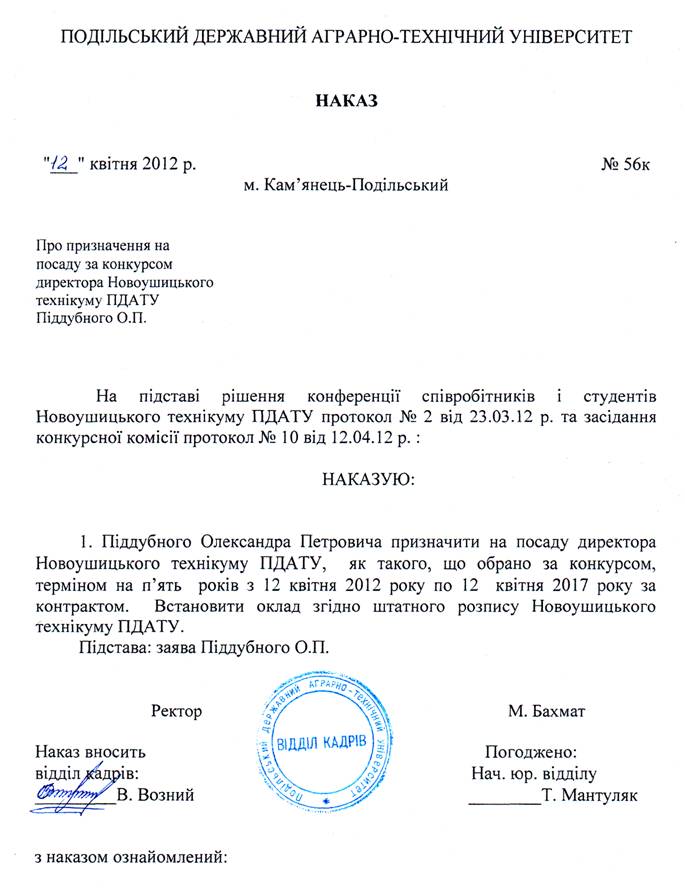 ПОДІЛЬСЬКИЙ ДЕРЖАВНИЙ АГРАРНО-ТЕХНІЧНИЙ УНІВЕРСИТЕТ
НАКАЗ
"12" квітня 2012 р. № 56к
м. Кам’янець-Подільський
Про призначення на
посаду за конкурсом
директора Новоушицького
технікуму ПДАТУ
Піддубного О.П.
На підставі рішення конференції співробітників і студентів
Новоушицького технікуму ПДАТУ протокол № 2 від 23.03.12 р. та засідання
конкурсної комісії протокол № 10 від 12.04.12 р. :
НАКАЗУЮ:
1. Піддубного Олександра Петровича призначити на посаду директора
Новоушицького технікуму ПДАТУ, як такого, що обрано за конкурсом,
терміном на п’ять років з 12 квітня 2012 року по 12 квітня 2017 року за
контрактом. Встановити оклад згідно штатного розпису Новоушицького
технікуму ПДАТУ.
Підстава: заява Піддубного О.П.
Ректор М. Бахмат
ПОДІЛЬСЬКИЙ ДЕРЖАВНИЙ АГРАРНО-ТЕХНІЧНИЙ УНІВЕРСИТЕТ
ВІДДІЛ КАДРІВ
Наказ вносить Погоджено:
відділ кадрів: Нач. юр. відділу
_________В. Возний ________Т. Мантуляк
з наказом ознайомлений: